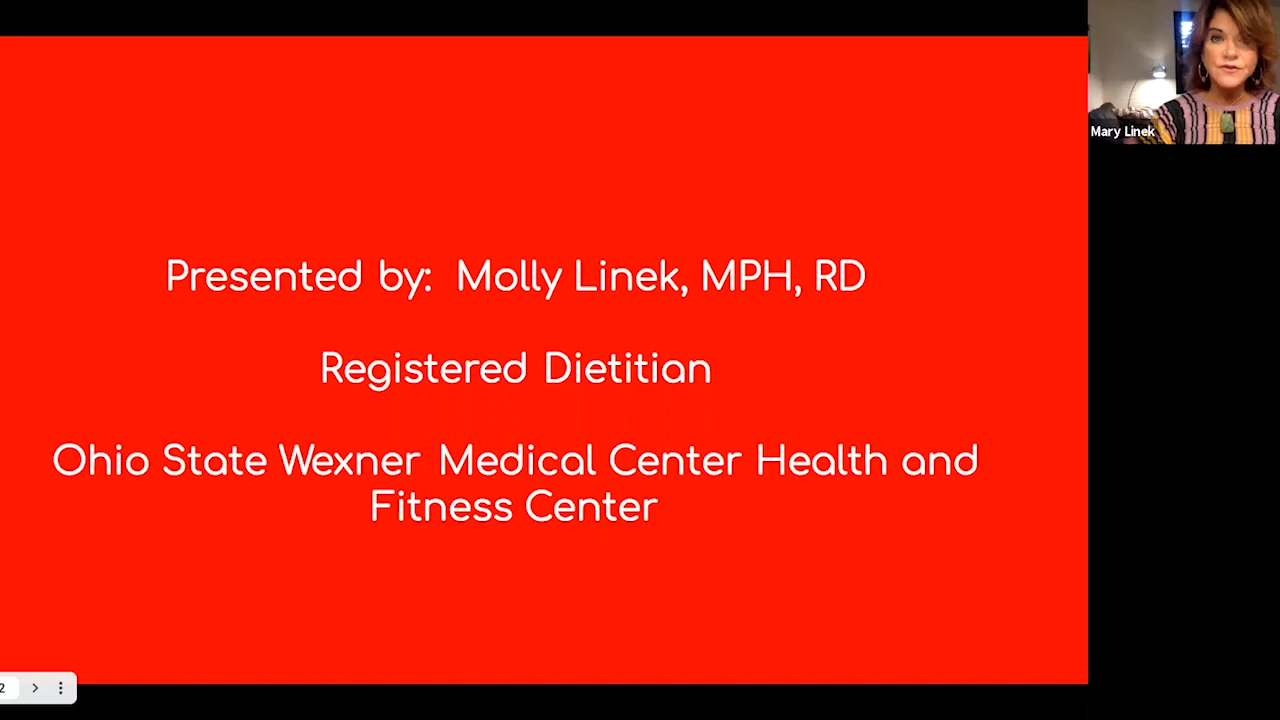 Presented by: Molly Linek, MPH, RD
Registered Dietitian
Ohio State Wexner Medical Center Health and
Fitness Center
Mary Linek
2